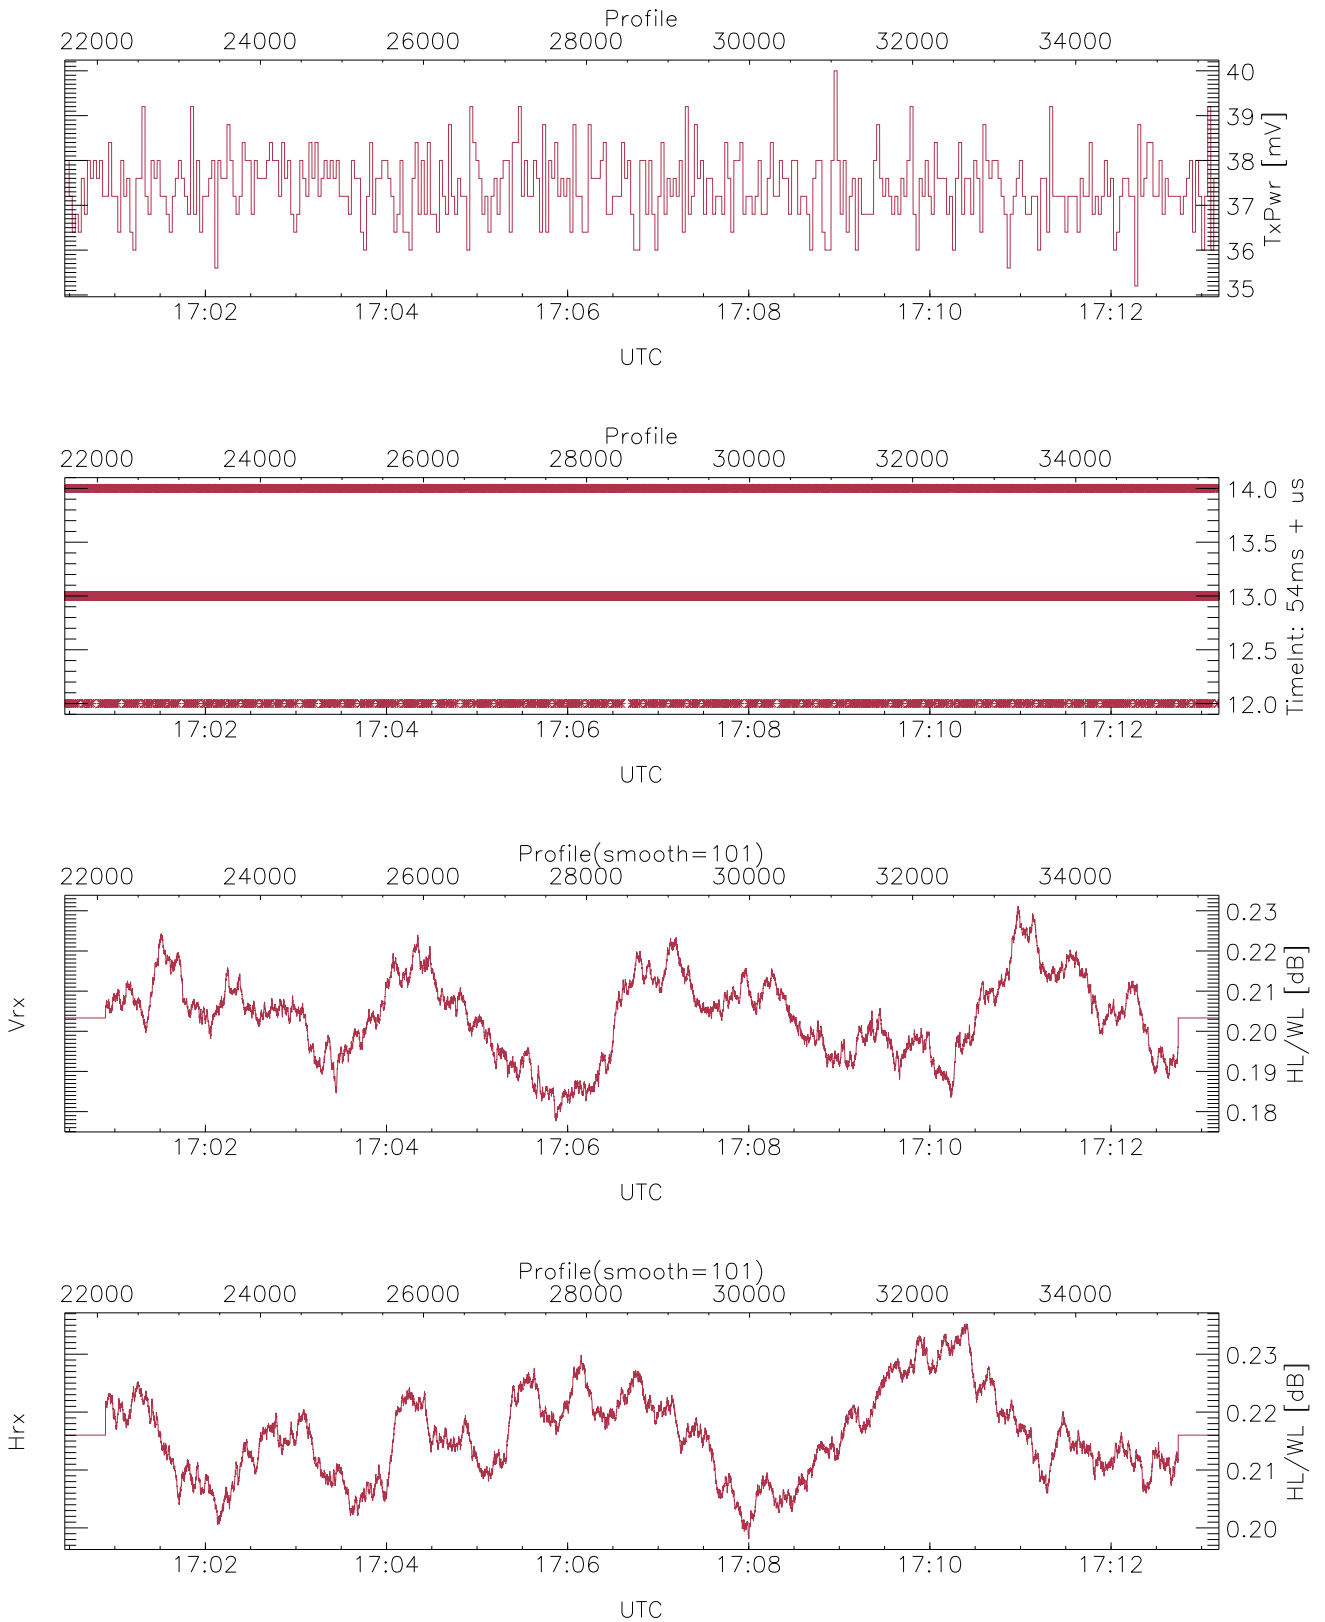 Profile
22000 24000 26000 28000 30000 32000 34000
40
39
38
37
36
35
TxPwr [mV]
17:02 17:04 17:06 17:08 17:10 17:12
UTC
Profile
22000 24000 26000 28000 30000 32000 34000
14.0
13.5
13.0
12.5
12.0
TimeInt: 54ms + us
17:02 17:04 17:06 17:08 17:10 17:12
UTC
Profile(smooth=101)
22000 24000 26000 28000 30000 32000 34000
Vrx
0.23
0.22
0.21
0.20
0.19
0.18
HL/WL [dB]
17:02 17:04 17:06 17:08 17:10 17:12
UTC
Profile(smooth=101)
22000 24000 26000 28000 30000 32000 34000
Hrx
0.23
0.22
0.21
0.20
HL/WL [dB]
17:02 17:04 17:06 17:08 17:10 17:12
UTC